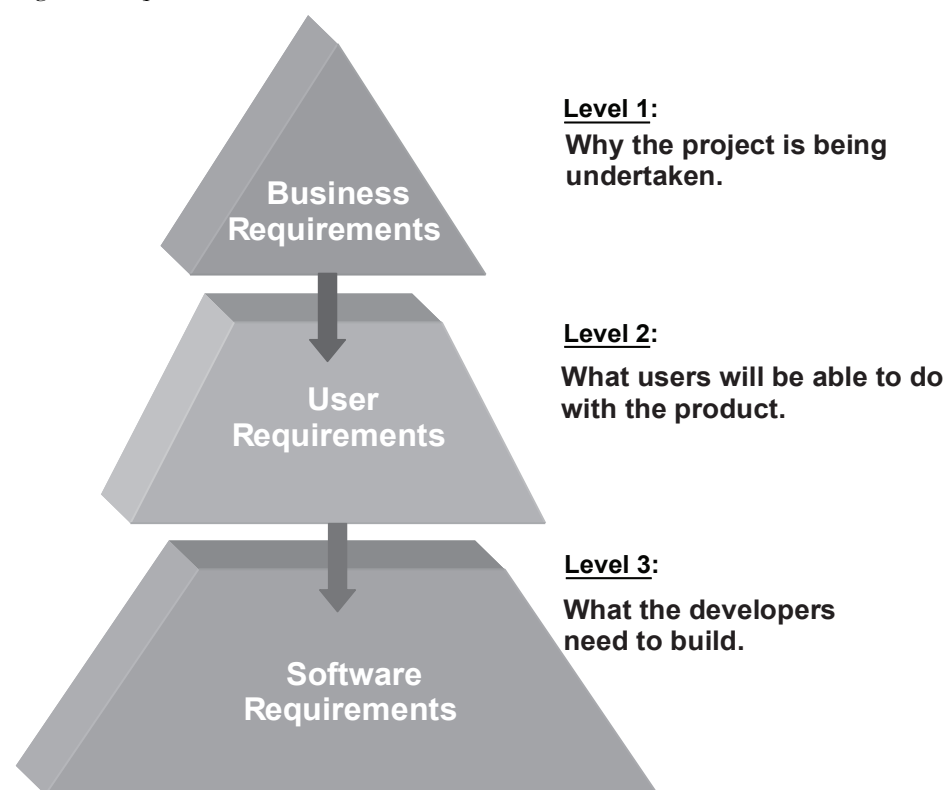 Business
Requirements
Level 1:
Why the project is being
undertaken.
User
Requirements
Level 2:
What users will be able to do
with the product.
Software
Requirements
Level 3:
What the developers
need to build.